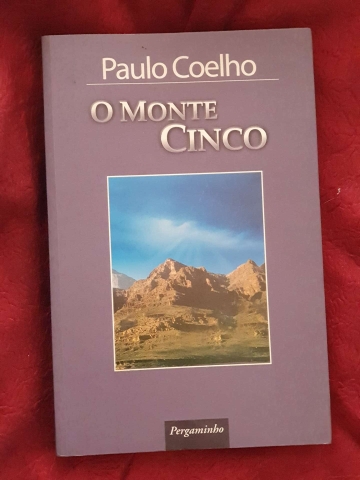 Paulo Coelho
O MONTE
CINCO
Pergaminho